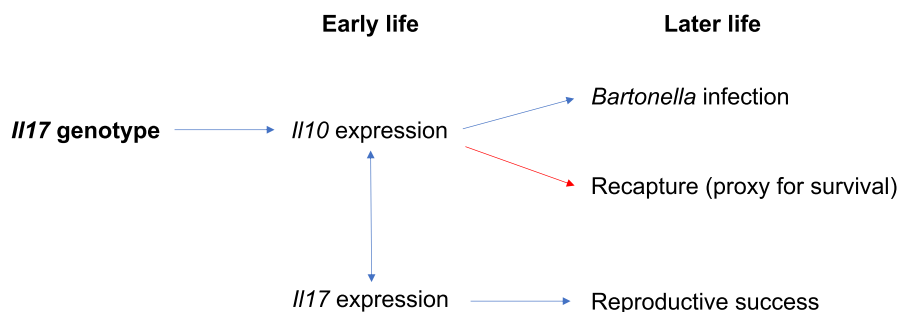 Early life
Later life
Il17 genotype
Il10 expression
Bartonella infection
Recapture (proxy for survival)
Il17 expression
Reproductive success